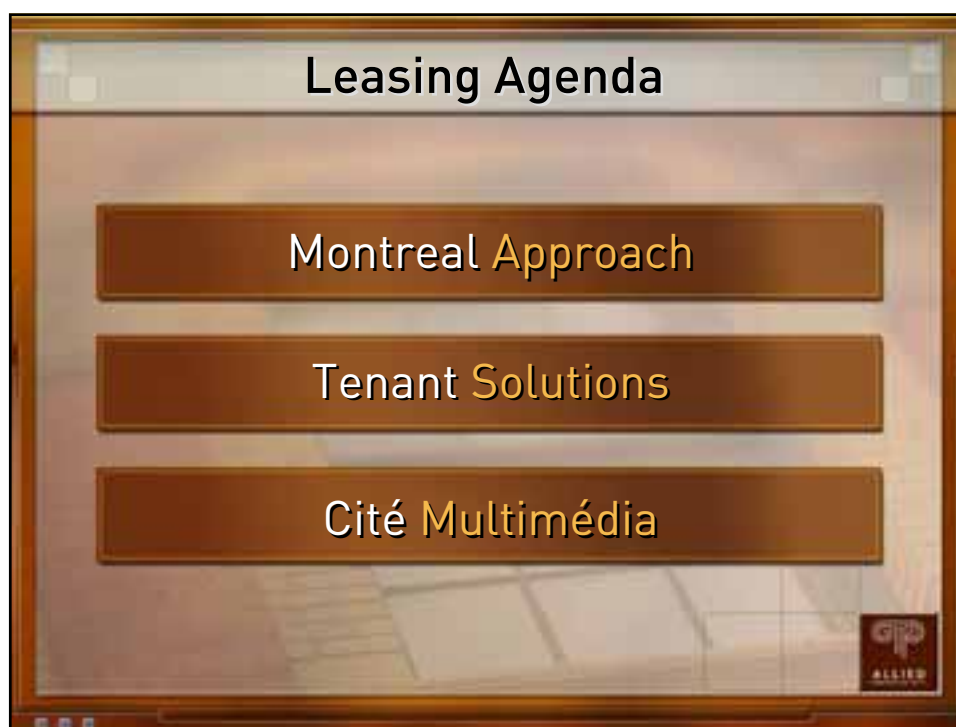 Leasing Agenda
Montreal Approach
Tenant Solutions
Cité Multimédia
ALLIED